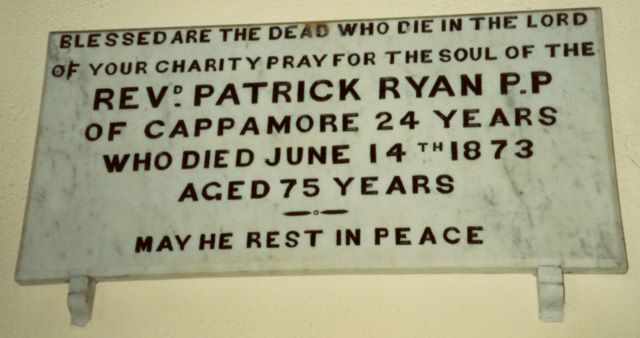 BLESSED ARE THE DEAD WHO DIE IN THE LORD
OF YOUR CHARITY PRAY FOR THE SOUL OF THE
REVD. PATRICK RYAN P.P
OF CAPPAMORE 24 YEARS
WHO DIED JUNE 14TH 1873
AGED 75 YEARS
MAY HE REST IN PEACE